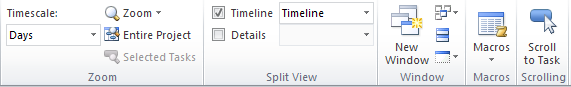 Timescale:
Days
Zoom
Entire Project
Selected Tasks
Zoom
Timeline
Timeline
Details
Split View
New Window
Window
Macros
Macros
Scroll to Task
Scrolling